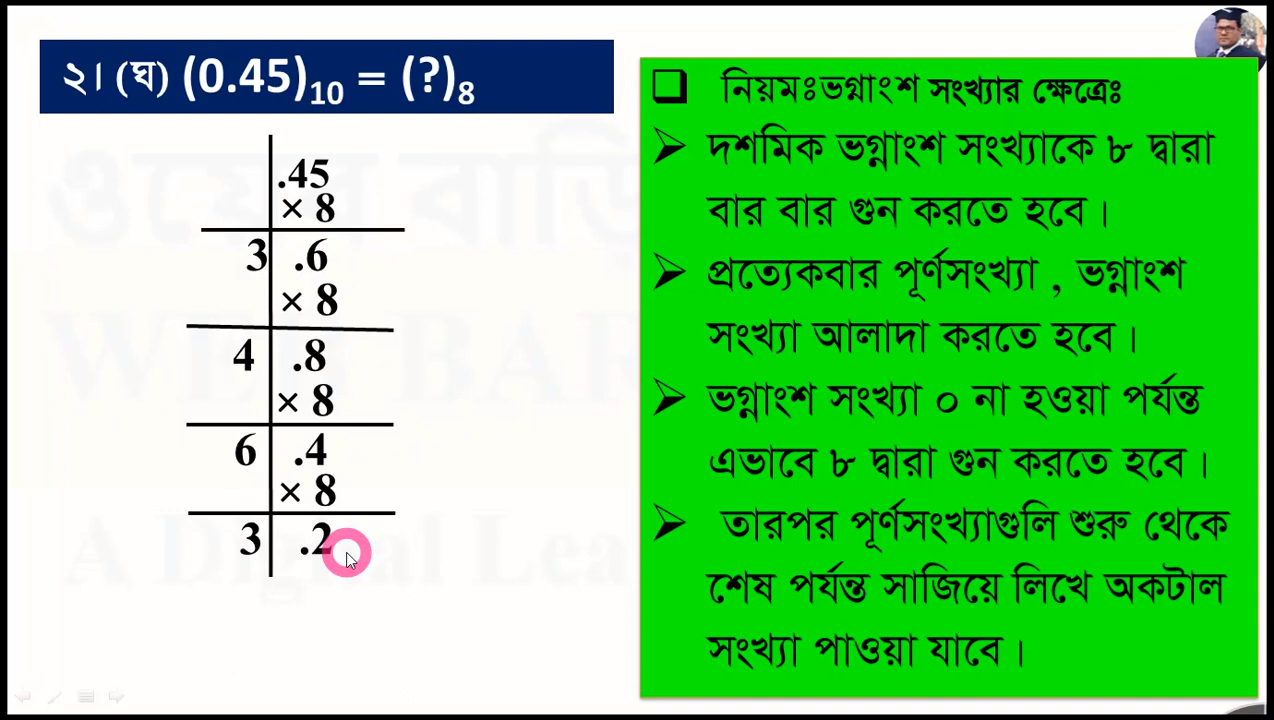 ২। (ঘ) (0.45)10 = (?)8
.45
× 8
3 .6
× 8
4 .8
× 8
6 .4
× 8
3 .2
নিয়মঃভগ্নাংশ সংখ্যার ক্ষেত্রেঃ
দশমিক ভগ্নাংশ সংখ্যাকে ৮ দ্বারা
বার বার গুন করতে হবে।
প্রত্যেকবার পূর্ণসংখ্যা , ভগ্নাংশ
সংখ্যা আলাদা করতে হবে।
ভগ্নাংশ সংখ্যা ০ না হওয়া পর্যন্ত
এভাবে ৮ দ্বারা গুন করতে হবে।
তারপর পূর্ণসংখ্যাগুলি শুরু থেকে
শেষ পর্যন্ত সাজিয়ে লিখে অকটাল
সংখ্যা পাওয়া যাবে।